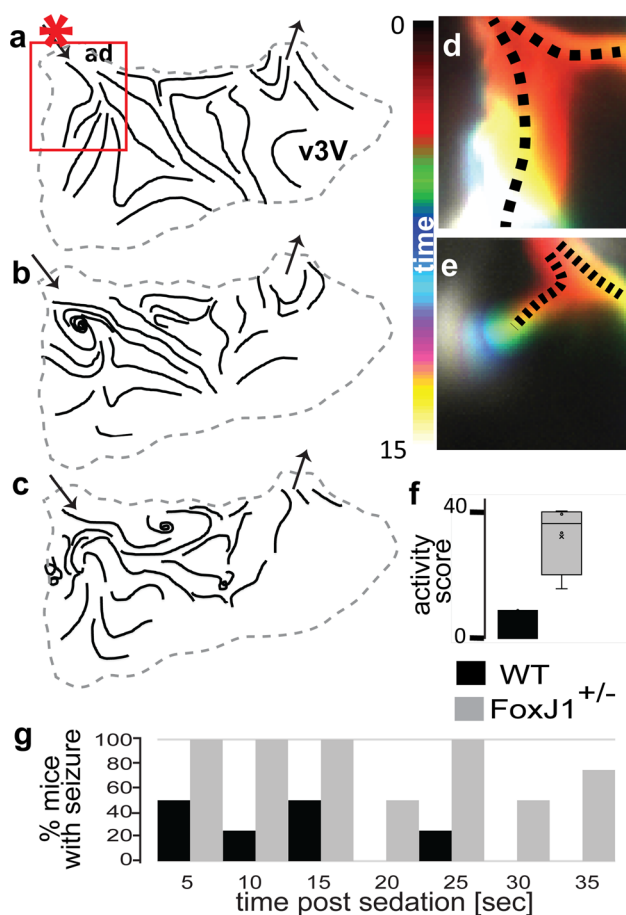 a
*
ad
v3V
b
c
0
time
15
d
e
f
40
activity
score
0
WT
FoxJ1+/-
g
% mice
with seizure
100
80
60
40
20
0
5 10 15 20 25 30 35
time post sedation [sec]